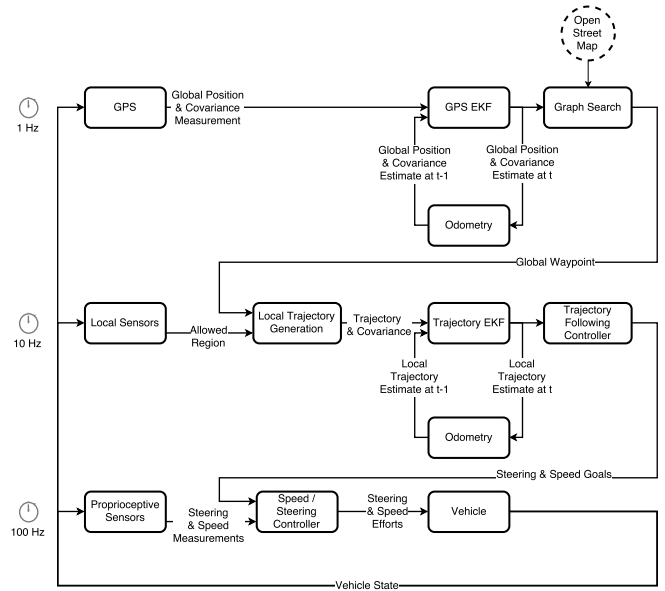 Open
Street
Map
1 Hz
GPS
Global Position
& Covariance
Measurement
GPS EKF
Graph Search
Global Position
& Covariance
Estimate at t-1
Global Position
& Covariance
Estimate at t
Odometry
Global Waypoint
10 Hz
Local Sensors
Allowed
Region
Local Trajectory
Generation
Trajectory
& Covariance
Trajectory EKF
Trajectory
Following
Controller
Local
Trajectory
Estimate at t-1
Local
Trajectory
Estimate at t
Odometry
Steering & Speed Goals
100 Hz
Proprioceptive
Sensors
Steering
& Speed
Measurements
Speed /
Steering
Controller
Steering
& Speed
Efforts
Vehicle
Vehicle State